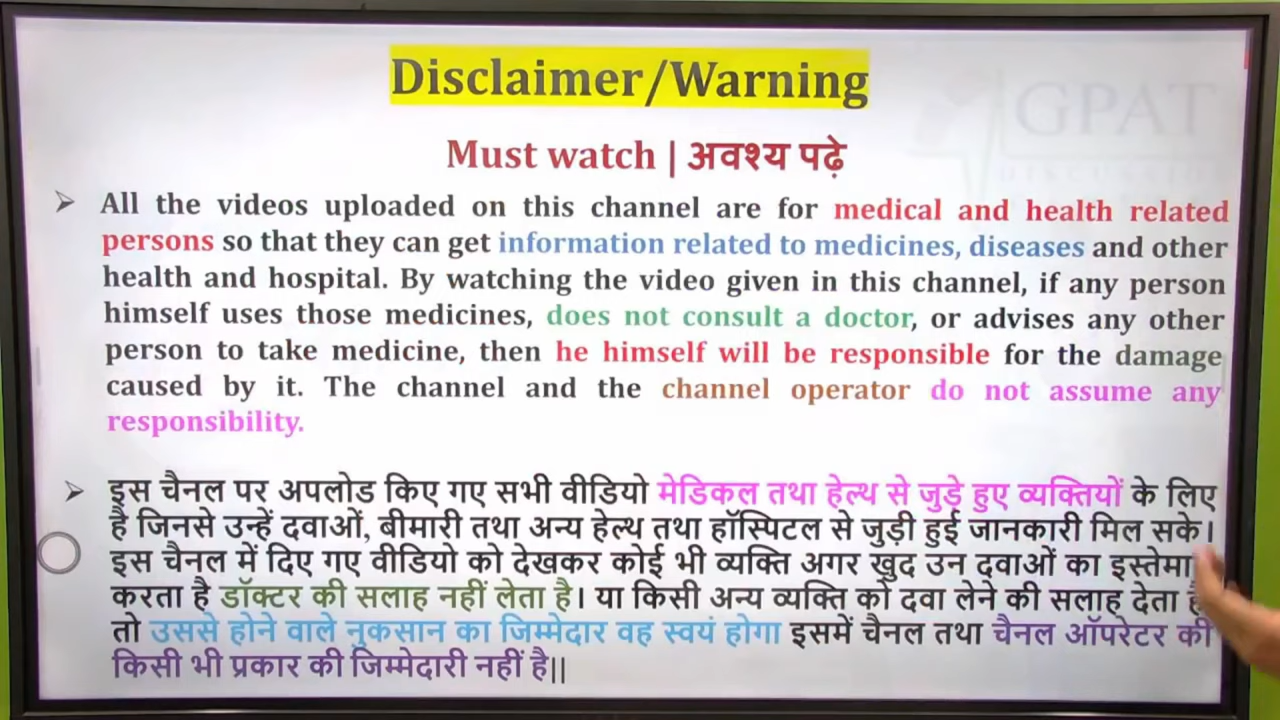 Disclaimer/Warning
GPAT
Must watch | अवश्य पढ़े
➢ All the videos uploaded on this channel are for medical and health related
persons so that they can get information related to medicines, diseases and other
health and hospital. By watching the video given in this channel, if any person
himself uses those medicines, does not consult a doctor, or advises any other
person to take medicine, then he himself will be responsible for the damage
caused by it. The channel and the channel operator do not assume any
responsibility.
➢ इस चैनल पर अपलोड किए गए सभी वीडियो मेडिकल तथा हेल्थ से जुड़े हुए व्यक्तियों के लिए
है जिनसे उन्हें दवाओं, बीमारी तथा अन्य हेल्थ तथा हॉस्पिटल से जुड़ी हुई जानकारी मिल सके।
इस चैनल में दिए गए वीडियो को देखकर कोई भी व्यक्ति अगर खुद उन दवाओं का
करता है डॉक्टर की सलाह नहीं लेता है। या किसी अन्य व्यक्ति को दवा लेने की सलाह देता
तो उससे होने वाले नुकसान का जिम्मेदार वह स्वयं होगा इसमें चैनल तथा चैनल ऑपरेटर की
किसी भी प्रकार की जिम्मेदारी नहीं है||